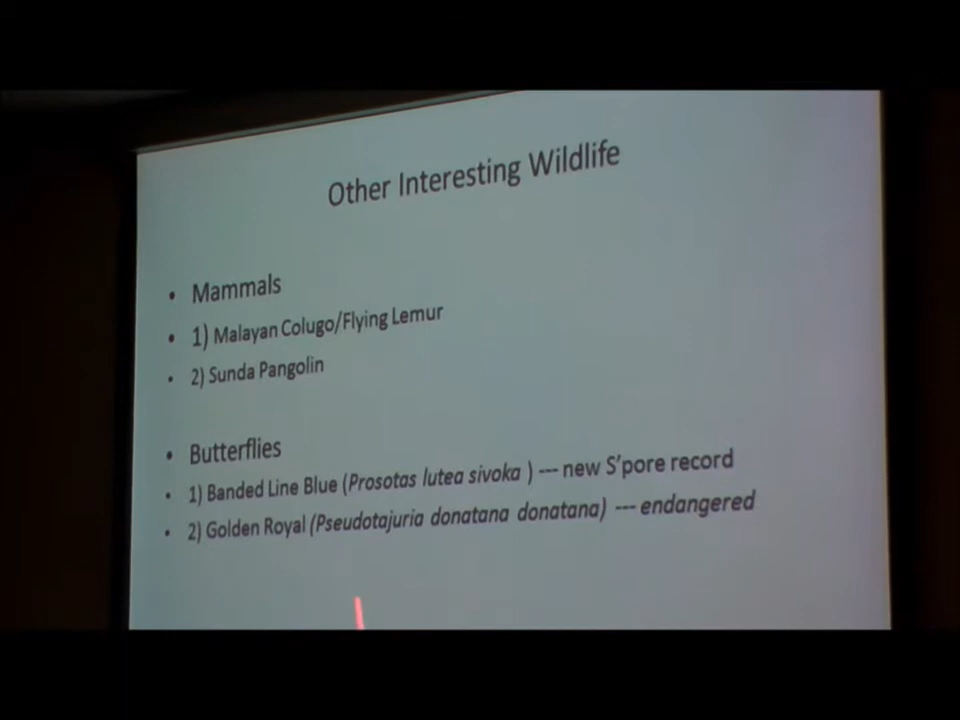 Other Interesting Wildlife
• Mammals
• 1) Malayan Colugo/Flying Lemur
• 2) Sunda Pangolin
• Butterflies
• 1) Banded Line Blue (Prosotas lutea sivoka ) --- new S'pore record
• 2) Golden Royal (Pseudotajuria donatana donatana) --- endangered